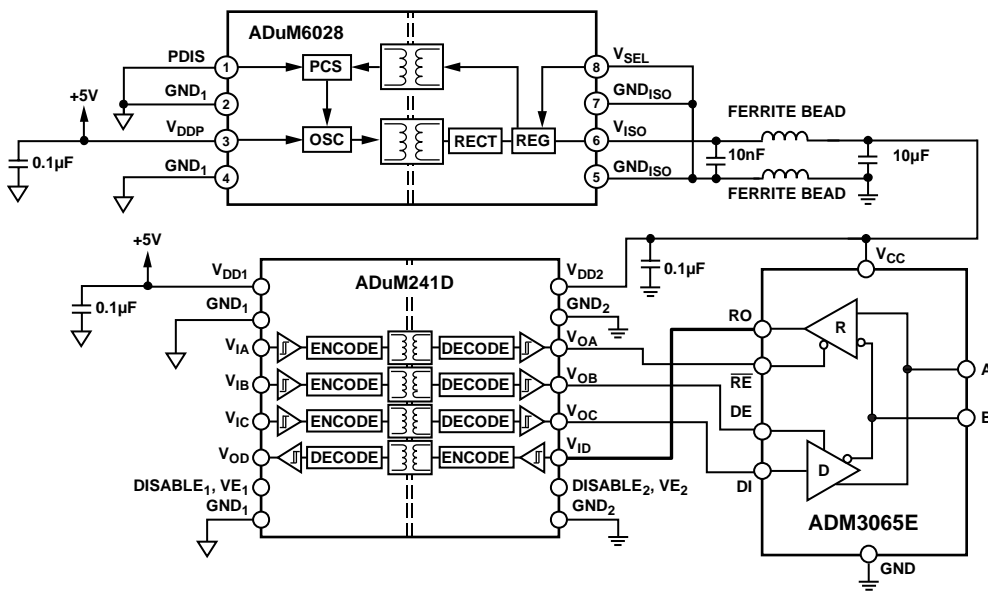 ADuM6028
PDIS
1
PCS
8
VSEL
+5V
GND1
2
7
GNDISO
FERRITE BEAD
VDDP
3
OSC
RECT
REG
6
VISO
0.1µF
10nF
10µF
GND1
4
5
GNDISO
FERRITE BEAD
+5V
VDD1
ADuM241D
VDD2
VCC
0.1µF
0.1µF
GND1
GND2
RO
R
VIA
ENCODE
DECODE
VOA
RE
A
VIB
ENCODE
DECODE
VOB
DE
VIC
ENCODE
DECODE
VOC
VOD
DECODE
ENCODE
VID
D
DI
DISABLE1, VE1
DISABLE2, VE2
GND1
GND2
ADM3065E
GND